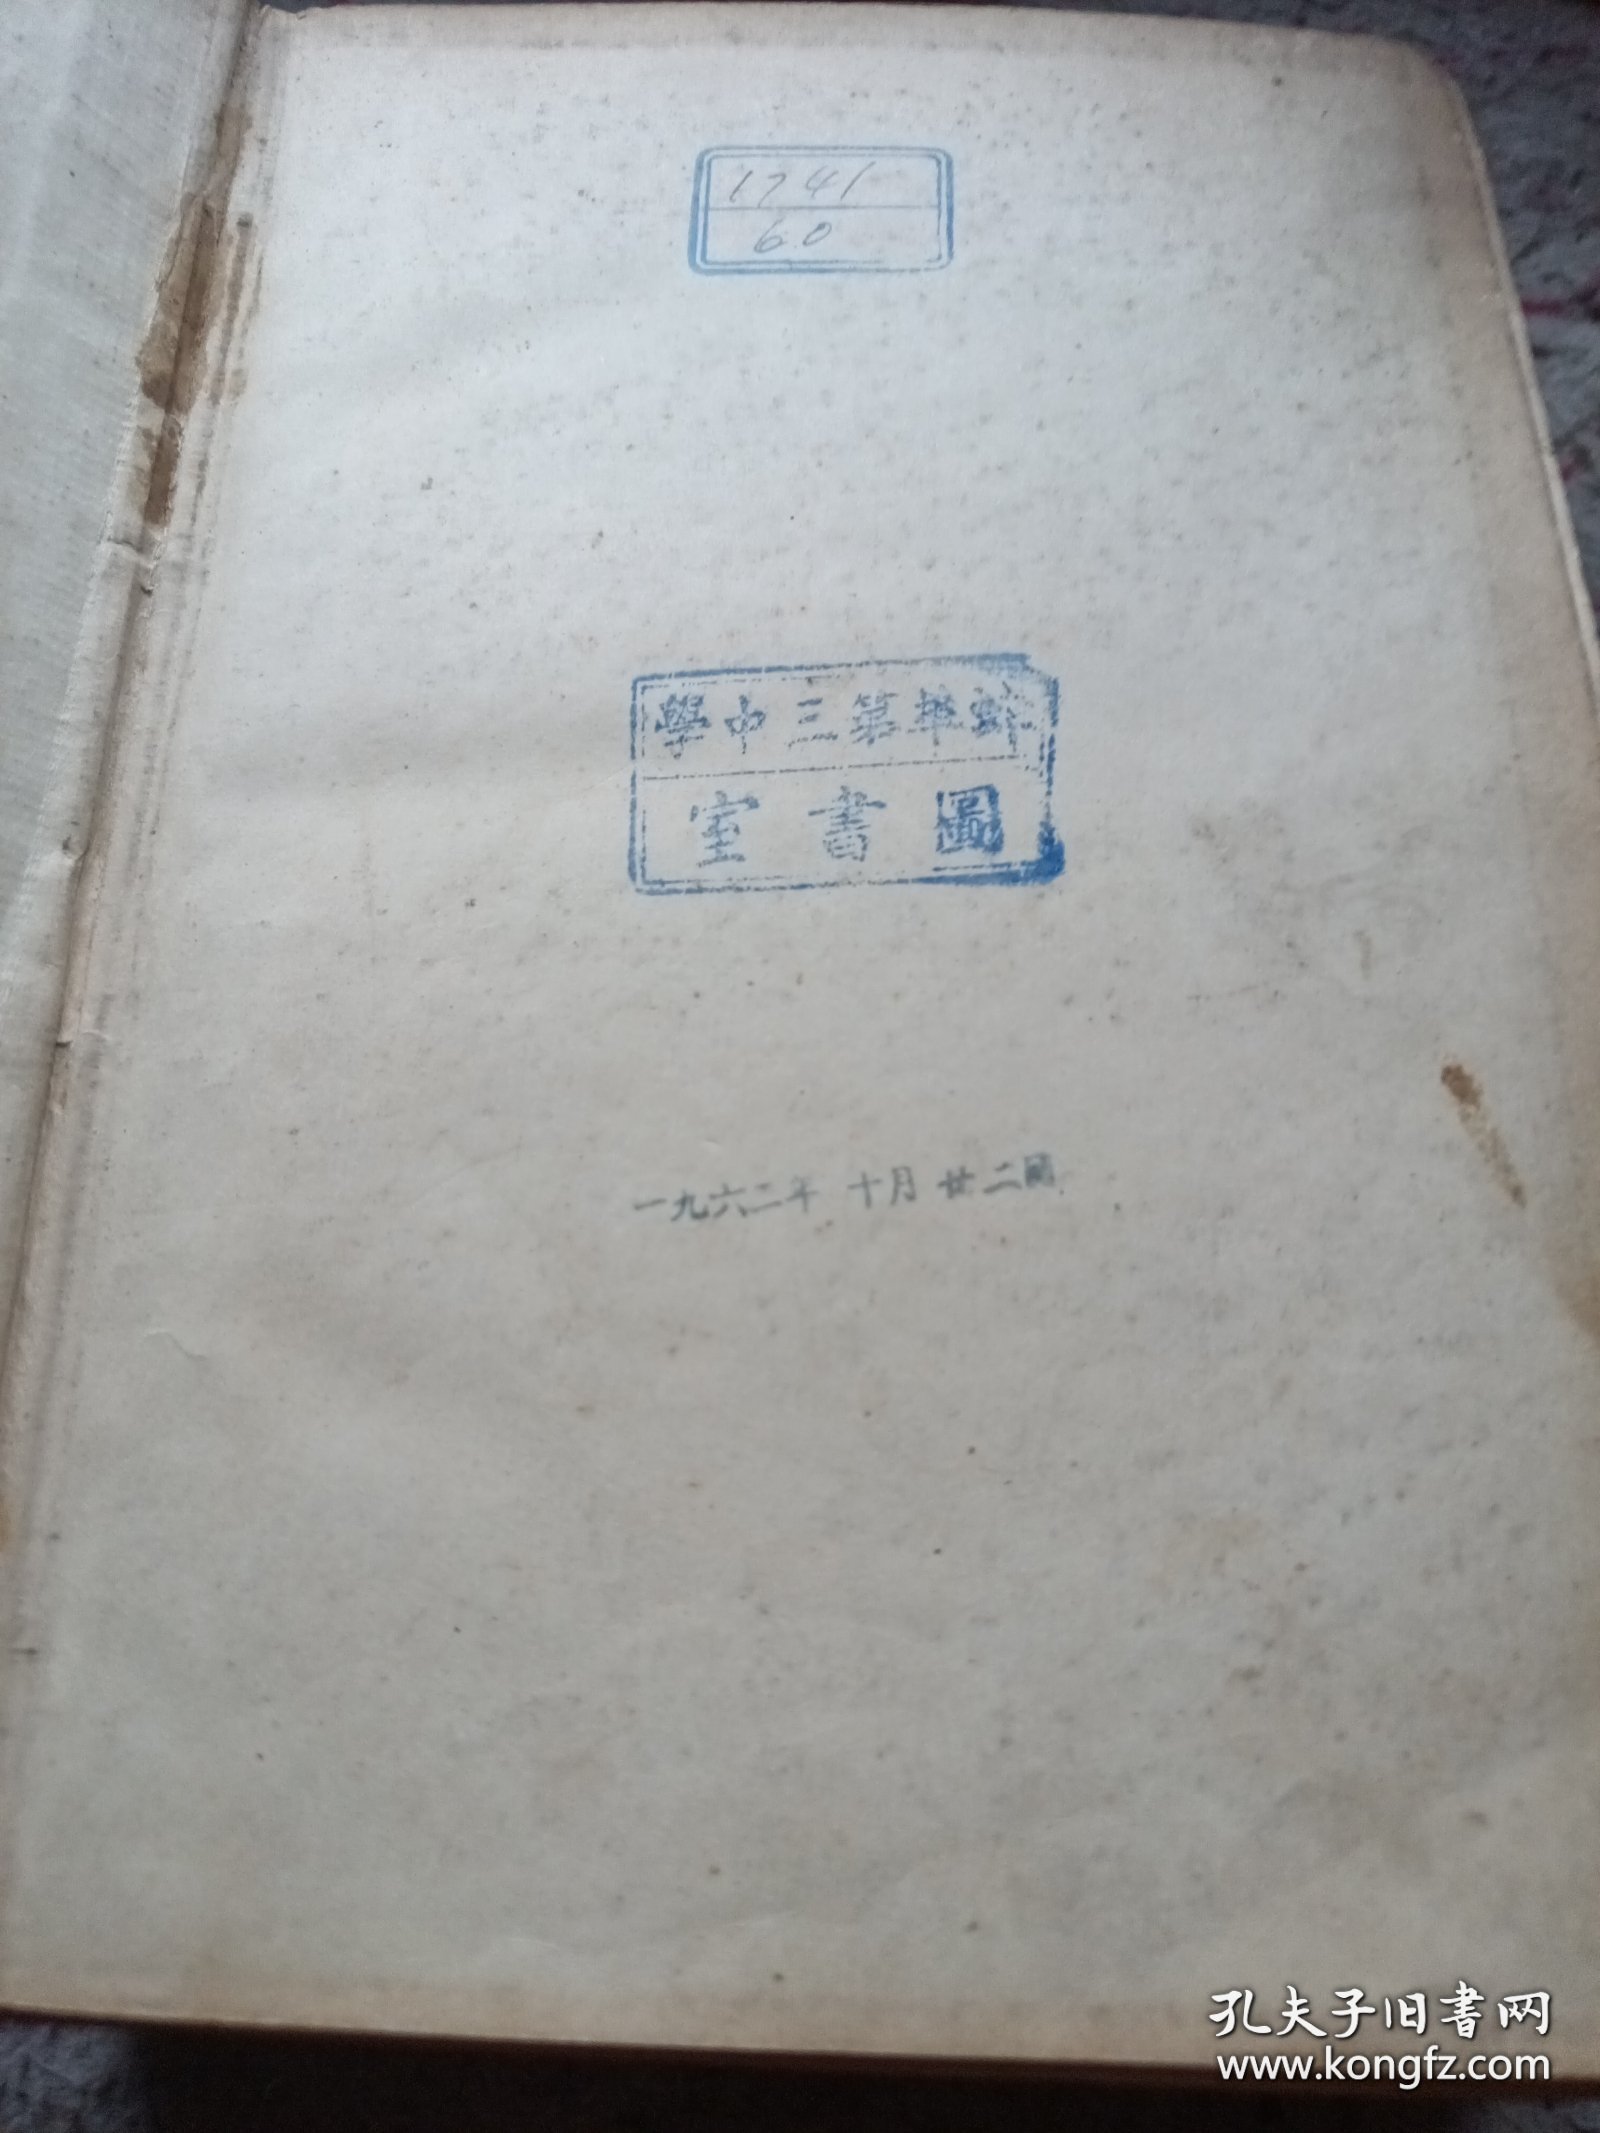 1741
60
蚌埠第三中學
圖書室
一九六二年 十月廿二日
孔夫子旧書网
www.kongfz.com